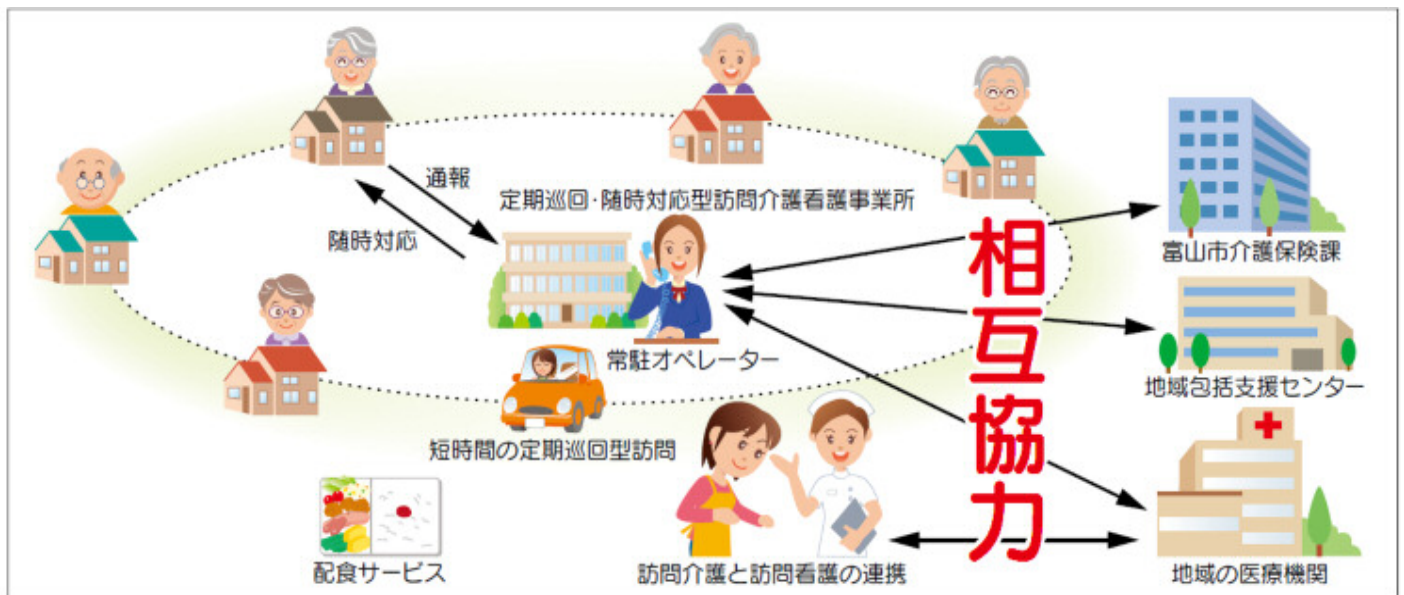 通報
随時対応
定期巡回・随時対応型訪問介護看護事業所
常駐オペレーター
短時間の定期巡回型訪問
配食サービス
訪問介護と訪問看護の連携
相互協力
富山市介護保険課
地域包括支援センター
地域の医療機関